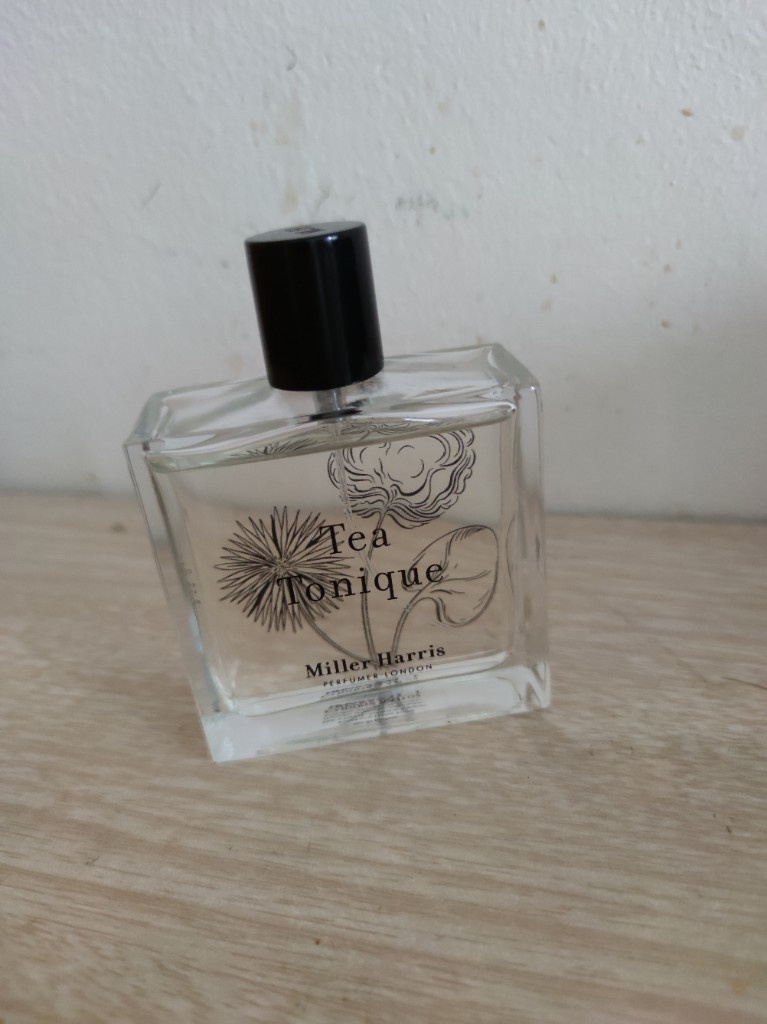 Tea
Tonique
Miller Harris
PERFUMER LONDON